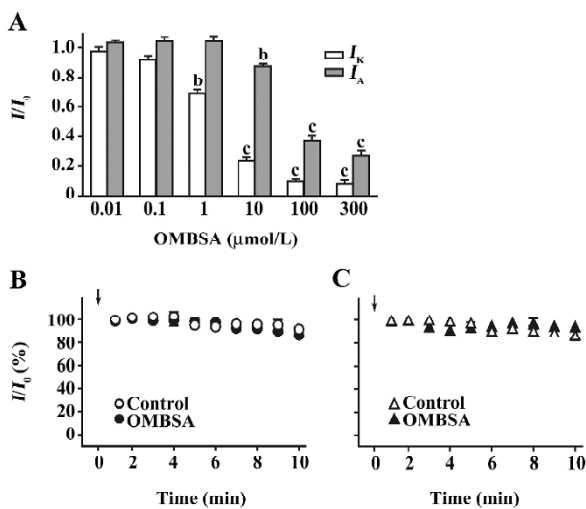 A
I/I₀
1.0
0.8
0.6
0.4
0.2
0
b
c
c
c
b
c
c
I_K
I_A
0.01 0.1 1 10 100 300
OMBSA (μmol/L)
B
I/I₀ (%)
100
80
60
40
20
0
Control
OMBSA
0 2 4 6 8 10
Time (min)
C
Control
OMBSA
0 2 4 6 8 10
Time (min)